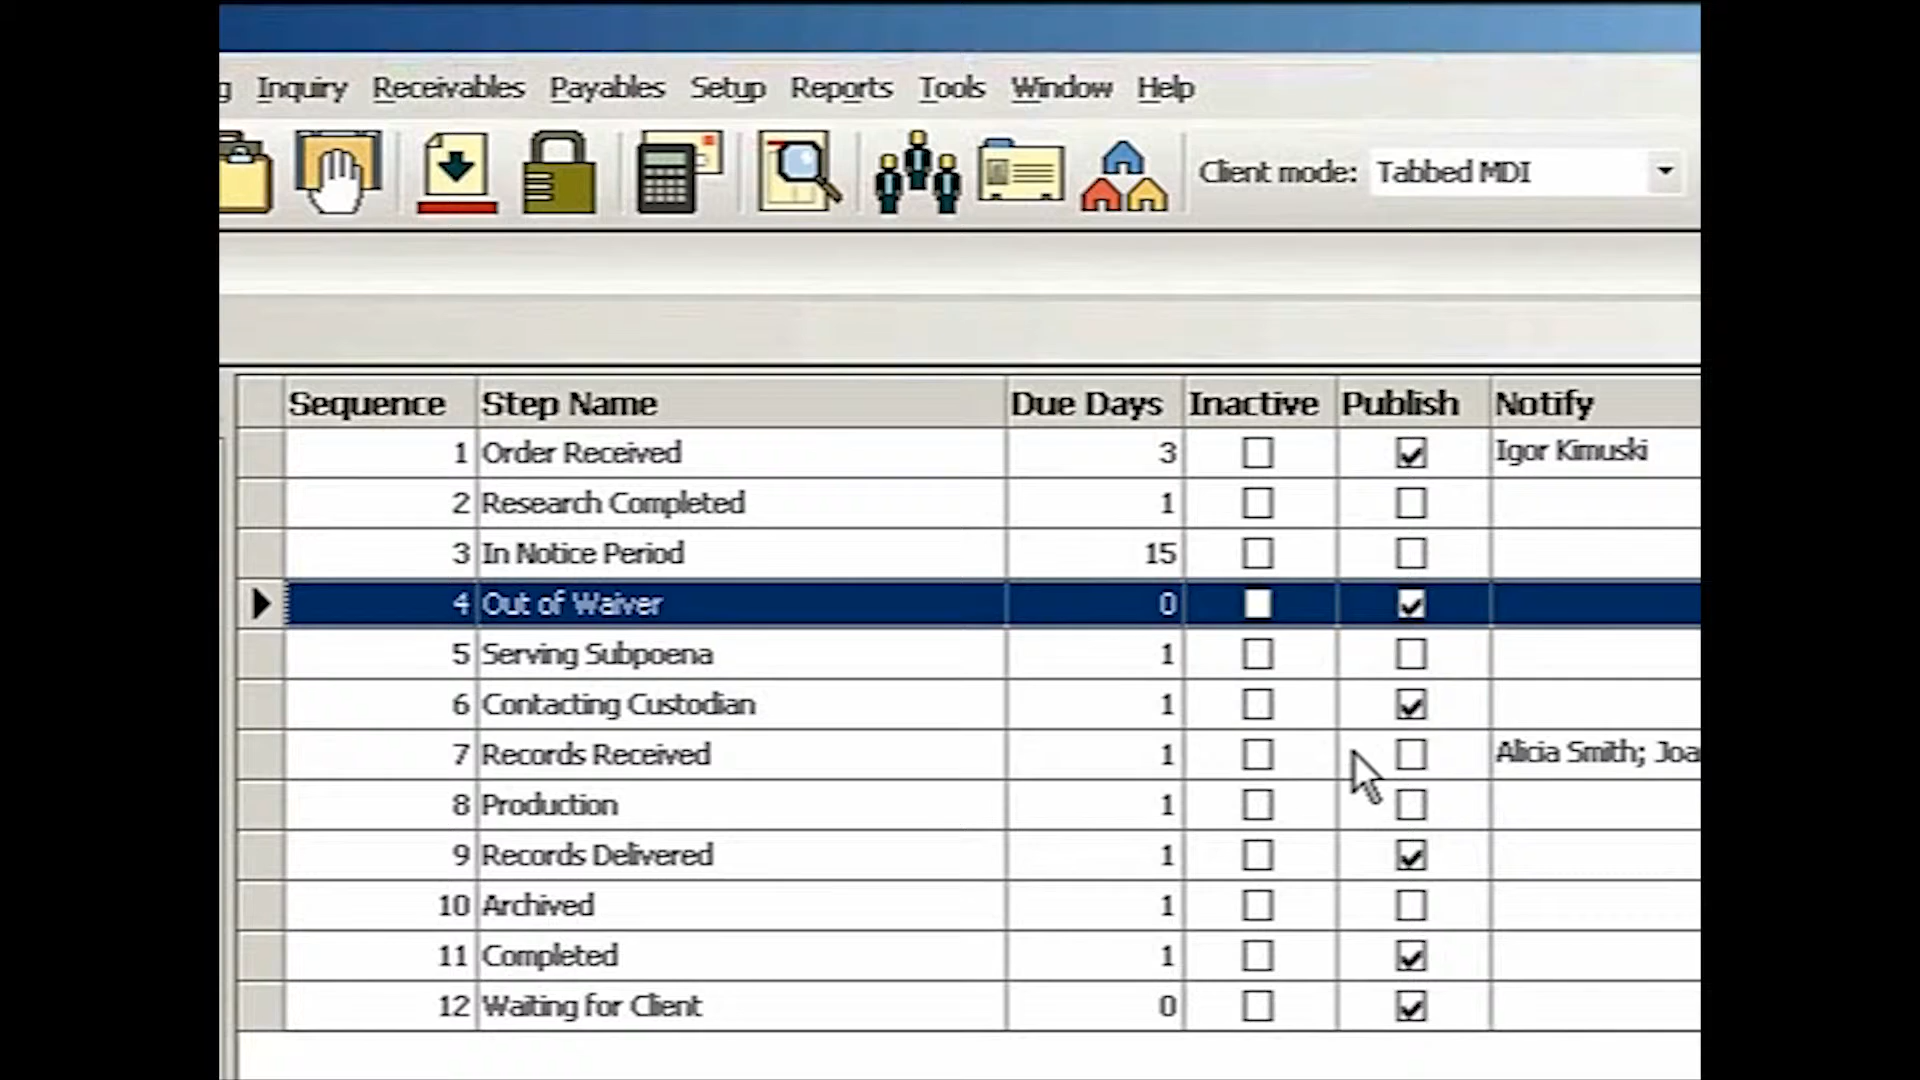 g Inquiry Receivables Payables Setup Reports Tools Window Help
Client mode: Tabbed MDI
Sequence Step Name Due Days Inactive Publish Notify
1 Order Received 3 Igor Kimuski
2 Research Completed 1
3 In Notice Period 15
4 Out of Waiver 0
5 Serving Subpoena 1
6 Contacting Custodian 1
7 Records Received 1 Alicia Smith; Joa
8 Production 1
9 Records Delivered 1
10 Archived 1
11 Completed 1
12 Waiting for Client 0